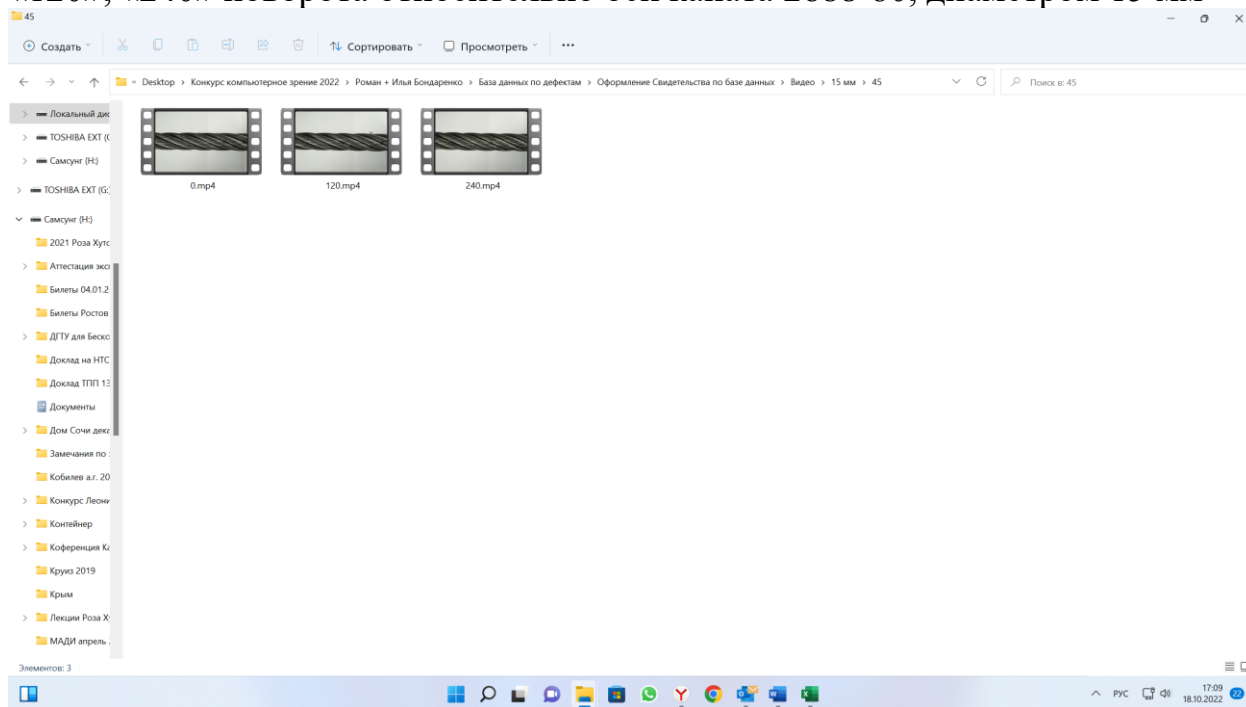 45
Создать
Сортировать
Просмотреть
« Desktop > Конкурс компьютерное зрение 2022 > Роман + Илья Бондаренко > База данных по дефектам > Оформление Свидетельства по базе данных > Видео > 15 мм > 45
Поиск в: 45
Локальный дис
TOSHIBA EXT (G
Самсунг (H:)
TOSHIBA EXT (G:)
Самсунг (H:)
2021 Роза Хуто
Аттестация эксп
Билеты 04.01.2
Билеты Ростов
ДГТУ для Беско
Доклад на НТС
Доклад ТПП 13
Документы
Дом Сочи дека
Замечания по
Кобилев а.г. 20
Конкурс Леони
Контейнер
Коференция Ка
Круиз 2019
Крым
Лекции Роза Х
МАДИ апрель
0.mp4
120.mp4
240.mp4
Элементов: 3
РУС
17:09
18.10.2022
22